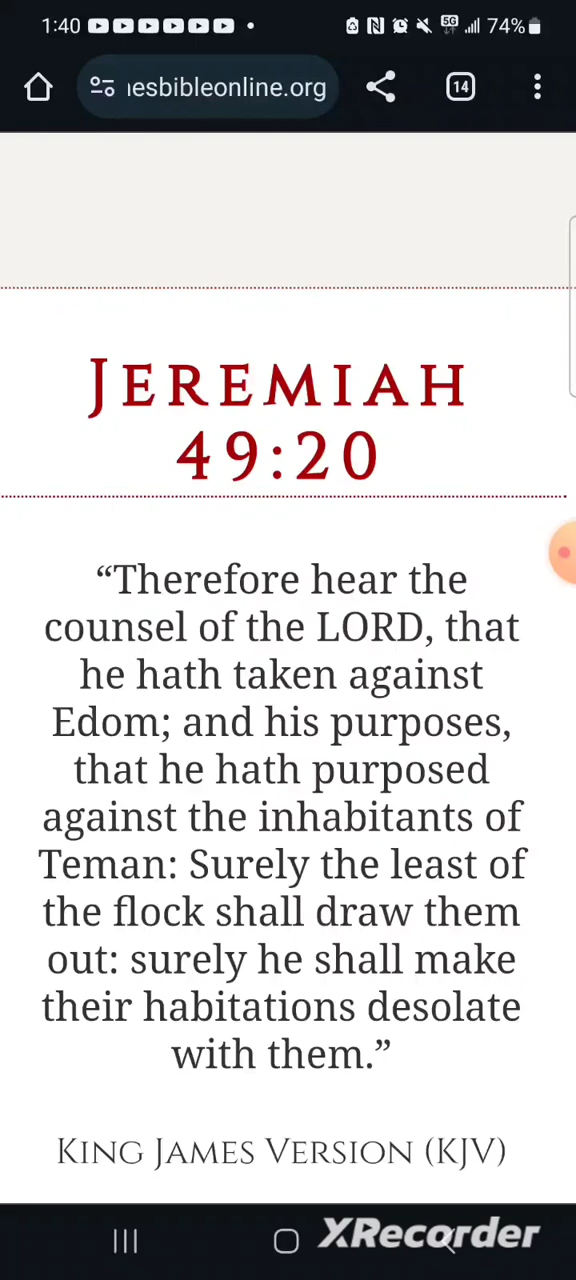 1:40
5G
74%
ıesbibleonline.org
14
JEREMIAH
49:20
“Therefore hear the
counsel of the LORD, that
he hath taken against
Edom; and his purposes,
that he hath purposed
against the inhabitants of
Teman: Surely the least of
the flock shall draw them
out: surely he shall make
their habitations desolate
with them.”
KING JAMES VERSION (KJV)
XRecorder